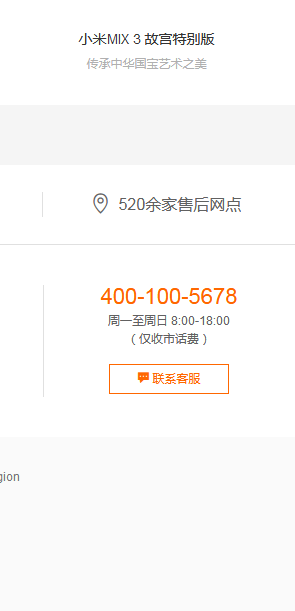 小米MIX 3 故宫特别版
传承中华国宝艺术之美
520余家售后网点
400-100-5678
周一至周日 8:00-18:00
（仅收市话费）
联系客服
gion